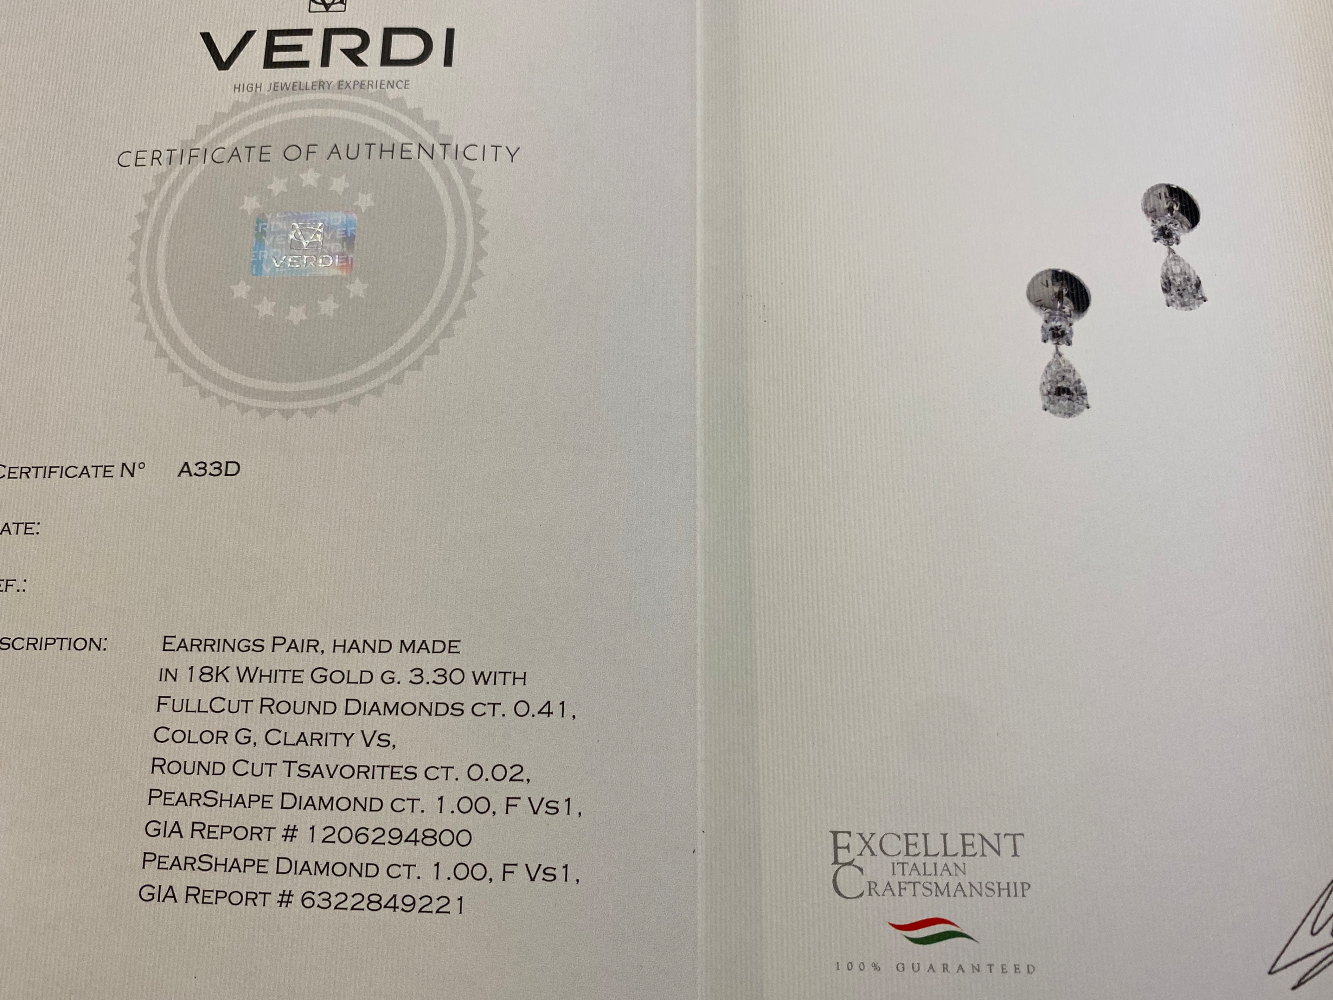 VERDI
HIGH JEWELLERY EXPERIENCE
CERTIFICATE OF AUTHENTICITY
VERDI
CERTIFICATE N° A33D
ATE:
EF.:
SCRIPTION: EARRINGS PAIR, HAND MADE
IN 18K WHITE GOLD G. 3.30 WITH
FULLCUT ROUND DIAMONDS CT. 0.41,
COLOR G, CLARITY VS,
ROUND CUT TSAVORITES CT. 0.02,
PEARSHAPE DIAMOND CT. 1.00, F VS1,
GIA REPORT # 1206294800
PEARSHAPE DIAMOND CT. 1.00, F VS1,
GIA REPORT # 6322849221
EXCELLENT
ITALIAN
CRAFTSMANSHIP
100% GUARANTEED